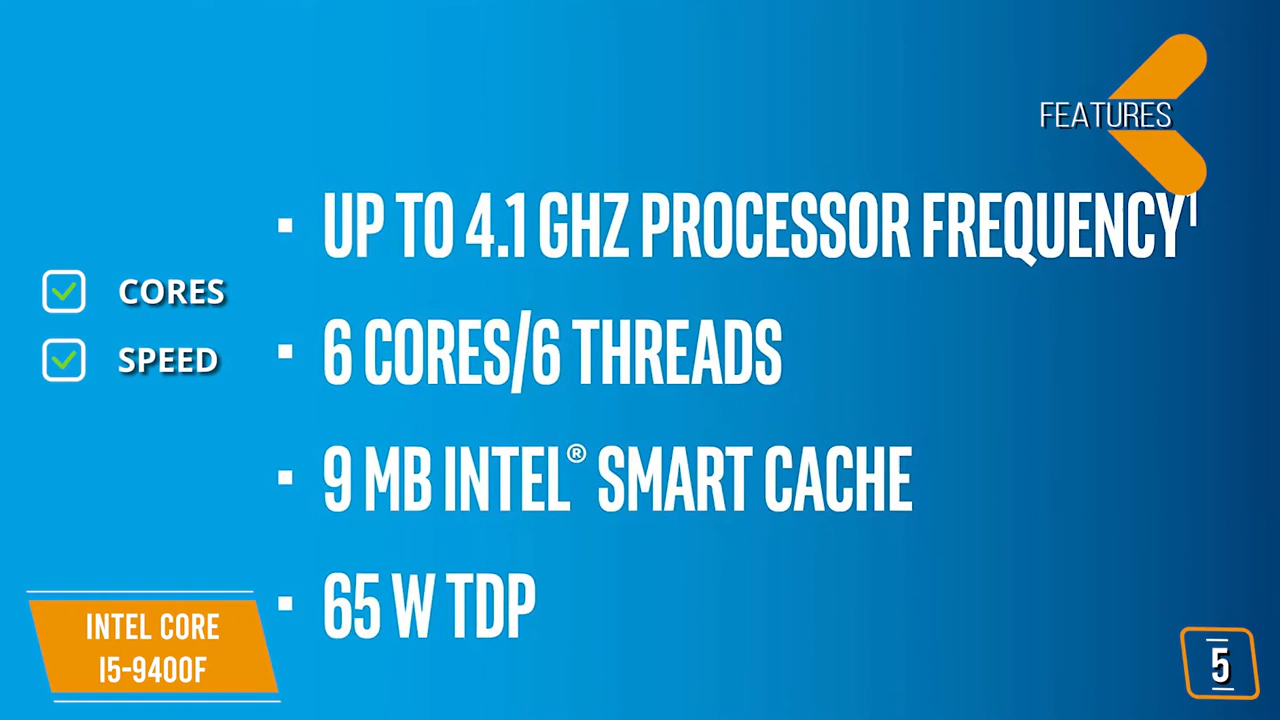 FEATURES
▪ UP TO 4.1 GHZ PROCESSOR FREQUENCY¹
CORES
▪ 6 CORES/6 THREADS
SPEED
▪ 9 MB INTEL® SMART CACHE
▪ 65 W TDP
INTEL CORE
I5-9400F
5